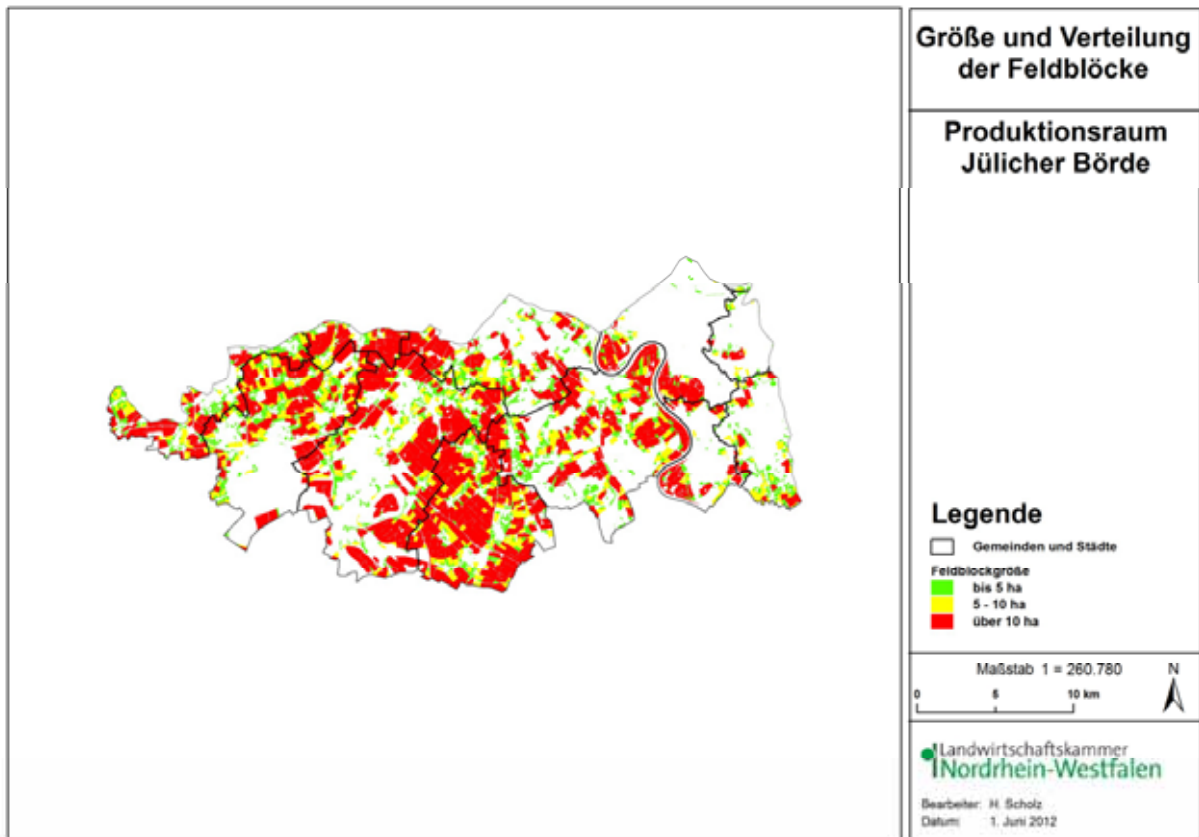 Größe und Verteilung
der Feldblöcke
Produktionsraum
Jülicher Börde
Legende
Gemeinden und Städte
Feldblockgröße
bis 5 ha
5 - 10 ha
über 10 ha
Maßstab 1 = 260.780
N
0 5 10 km
Landwirtschaftskammer
Nordrhein-Westfalen
Bearbeiter: H. Scholz
Datum: 1. Juni 2012